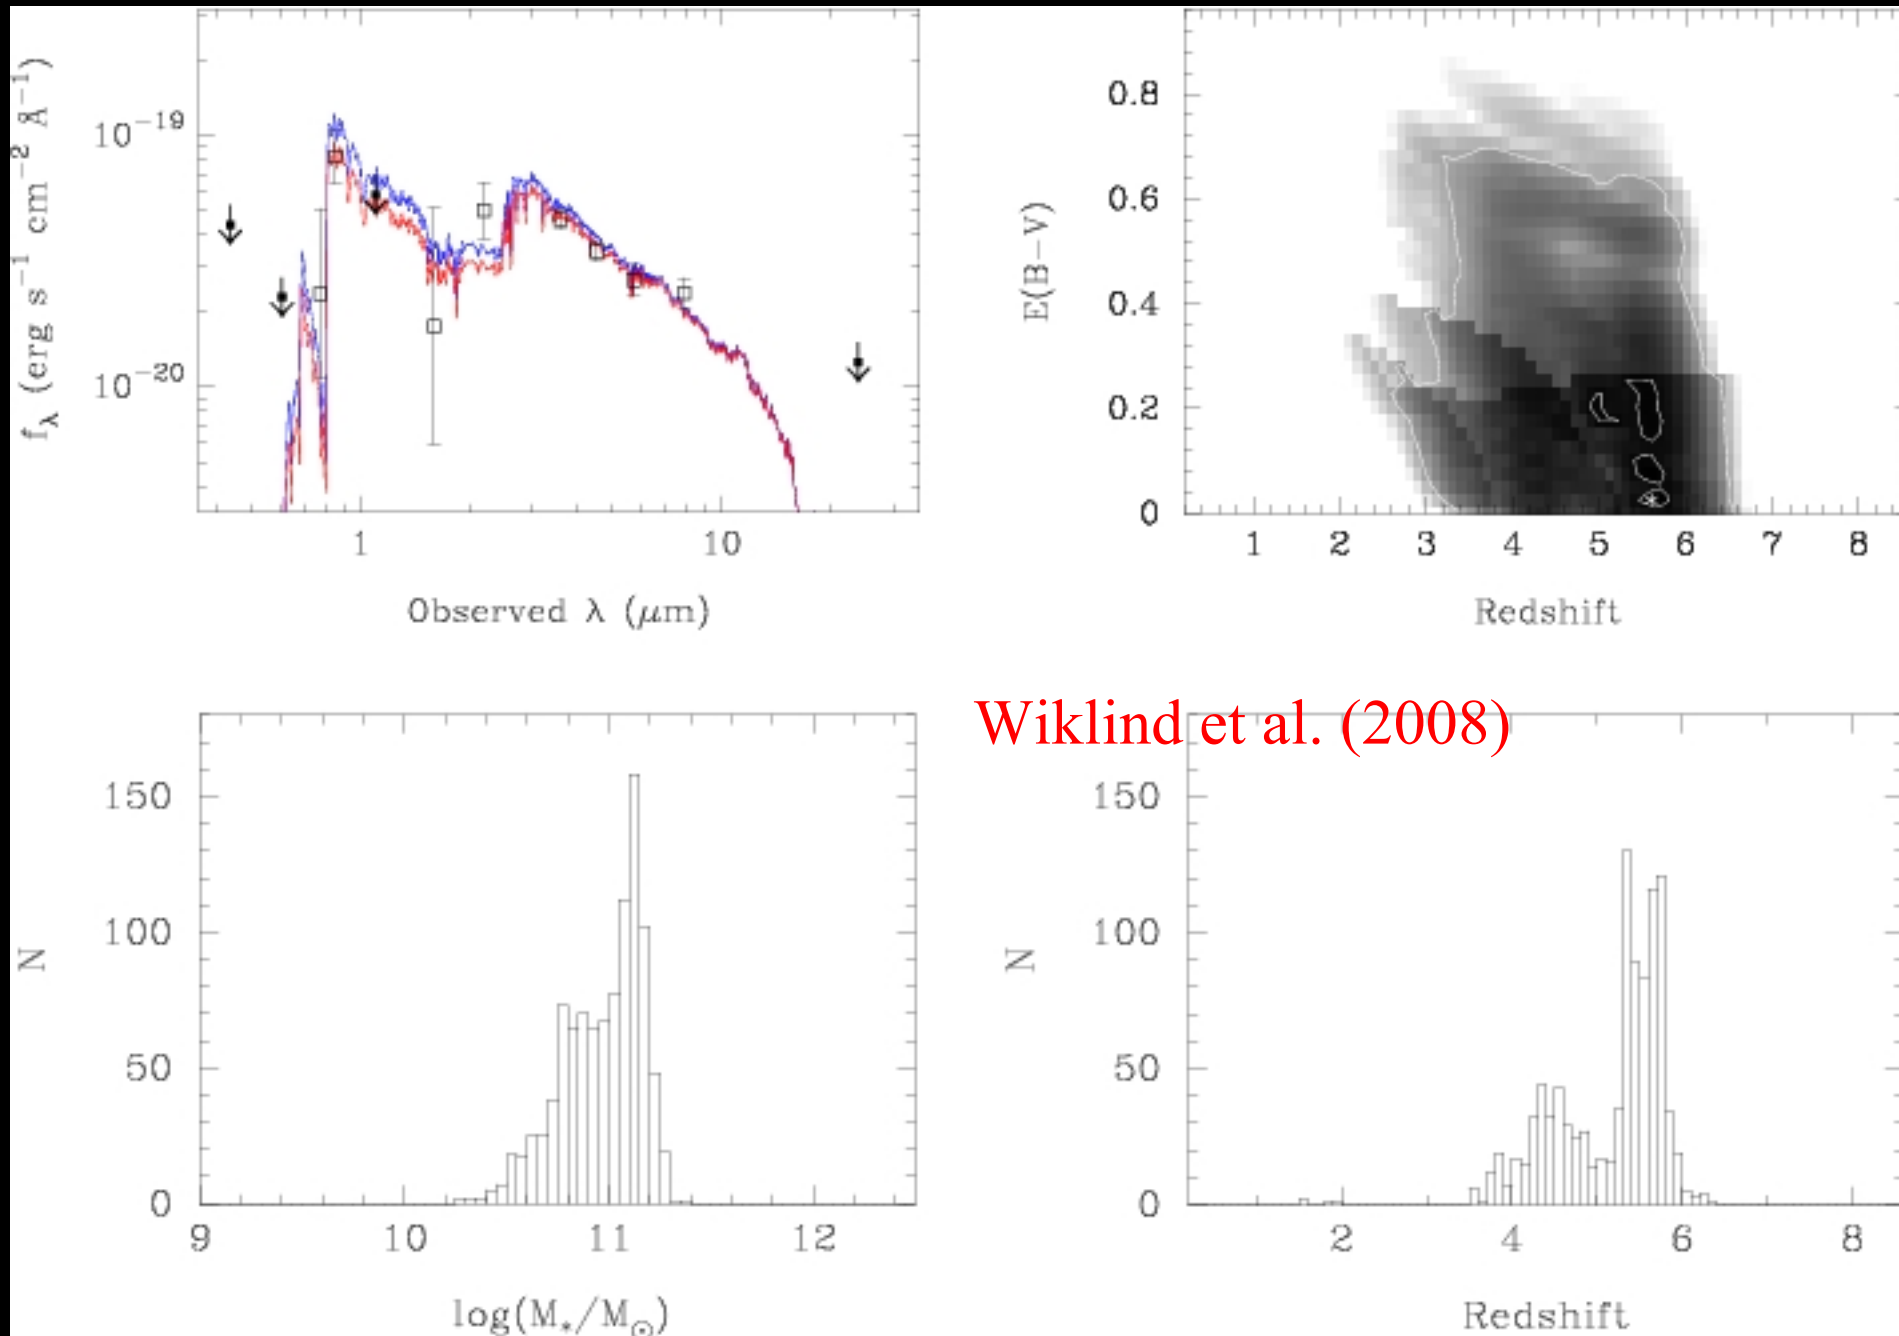 f_λ (erg s⁻¹ cm⁻² Å⁻¹)
10⁻¹⁹
10⁻²⁰
1
10
Observed λ (μm)
E(B−V)
0.8
0.6
0.4
0.2
0
1 2 3 4 5 6 7 8
Redshift
Wiklind et al. (2008)
N
150
100
50
0
9 10 11 12
log(M_*/M_⊙)
N
150
100
50
0
2 4 6 8
Redshift